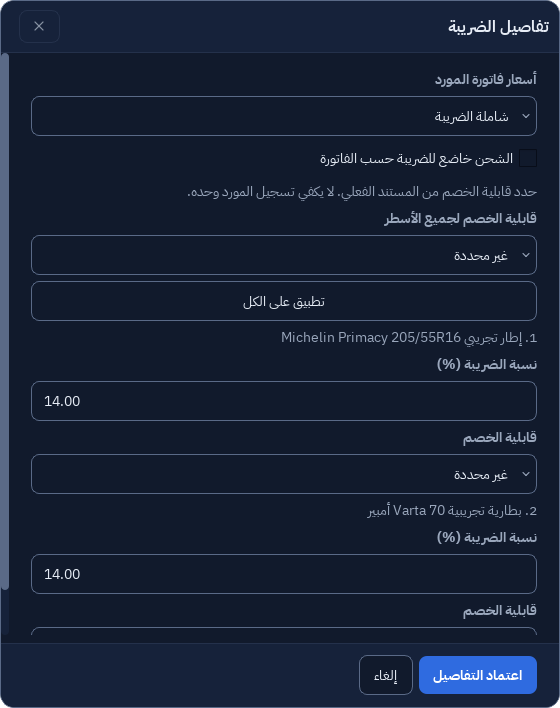 تفاصيل الضريبة
أسعار فاتورة المورد
شاملة الضريبة
الشحن خاضع للضريبة حسب الفاتورة
حدد قابلية الخصم من المستند الفعلي. لا يكفي تسجيل المورد وحده.
قابلية الخصم لجميع الأسطر
غير محددة
تطبيق على الكل
1. إطار تجريبي Michelin Primacy 205/55R16
نسبة الضريبة (%)
14.00
قابلية الخصم
غير محددة
2. بطارية تجريبية Varta 70 أمبير
نسبة الضريبة (%)
14.00
قابلية الخصم
اعتماد التفاصيل
إلغاء